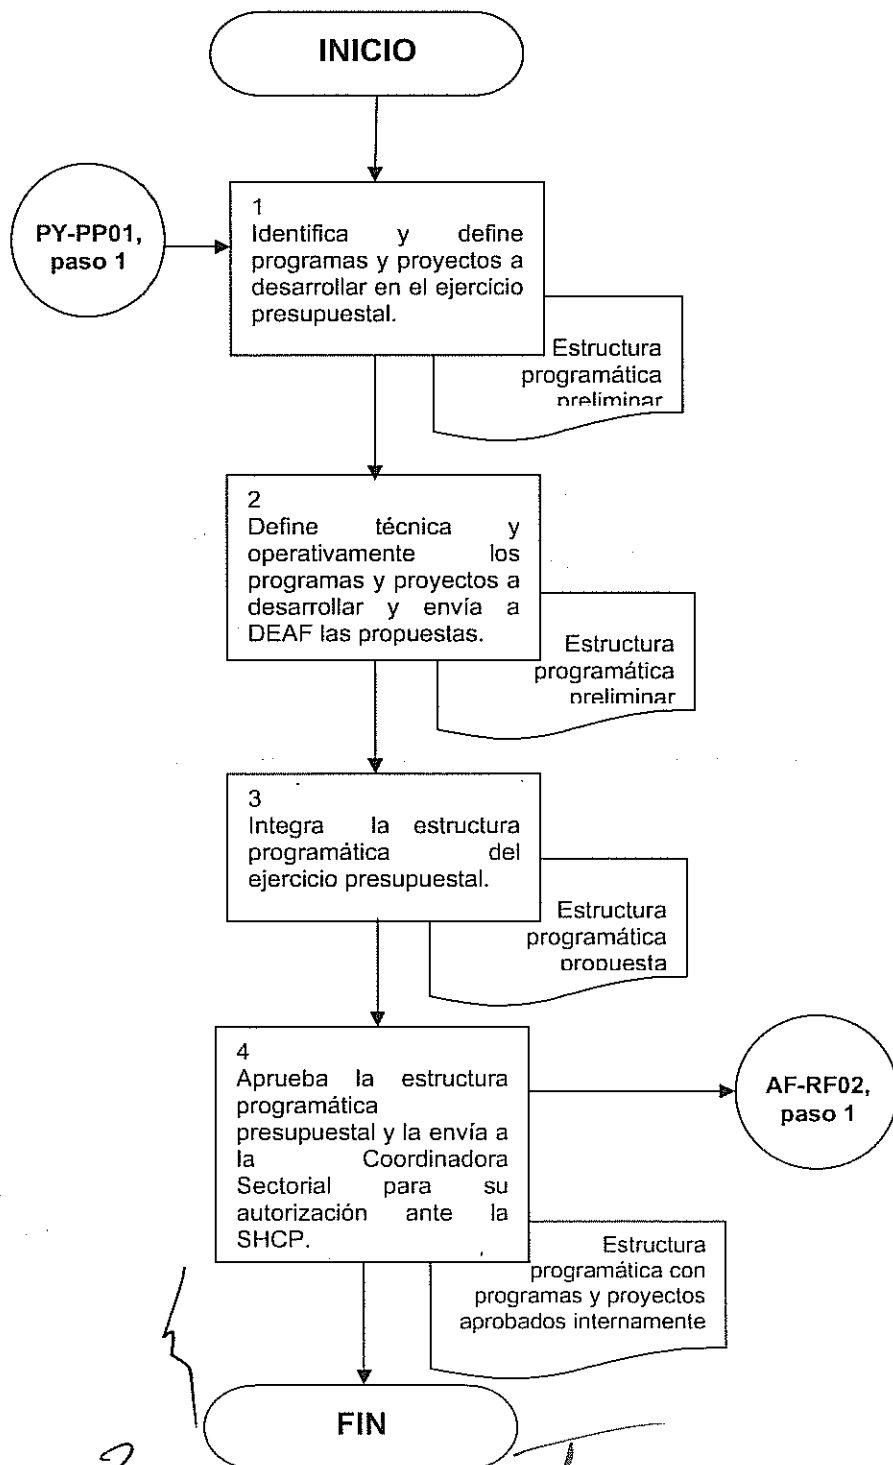 INICIO
PY-PP01,
paso 1
1
Identifica y define
programas y proyectos a
desarrollar en el ejercicio
presupuestal.
Estructura
programática
preliminar
2
Define técnica y
operativamente los
programas y proyectos a
desarrollar y envía a
DEAF las propuestas.
Estructura
programática
preliminar
3
Integra la estructura
programática del
ejercicio presupuestal.
Estructura
programática
propuesta
4
Aprueba la estructura
programática
presupuestal y la envía a
la Coordinadora
Sectorial para su
autorización ante la
SHCP.
AF-RF02,
paso 1
Estructura
programática con
programas y proyectos
aprobados internamente
FIN